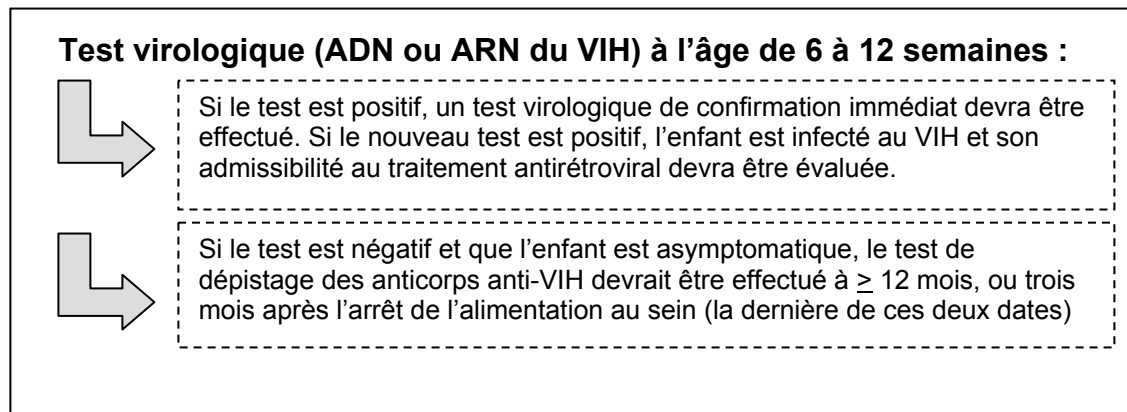 Test virologique (ADN ou ARN du VIH) à l'âge de 6 à 12 semaines :
Si le test est positif, un test virologique de confirmation immédiat devra être
effectué. Si le nouveau test est positif, l'enfant est infecté au VIH et son
admissibilité au traitement antirétroviral devra être évaluée.
Si le test est négatif et que l'enfant est asymptomatique, le test de
dépistage des anticorps anti-VIH devrait être effectué à ≥ 12 mois, ou trois
mois après l'arrêt de l'alimentation au sein (la dernière de ces deux dates)